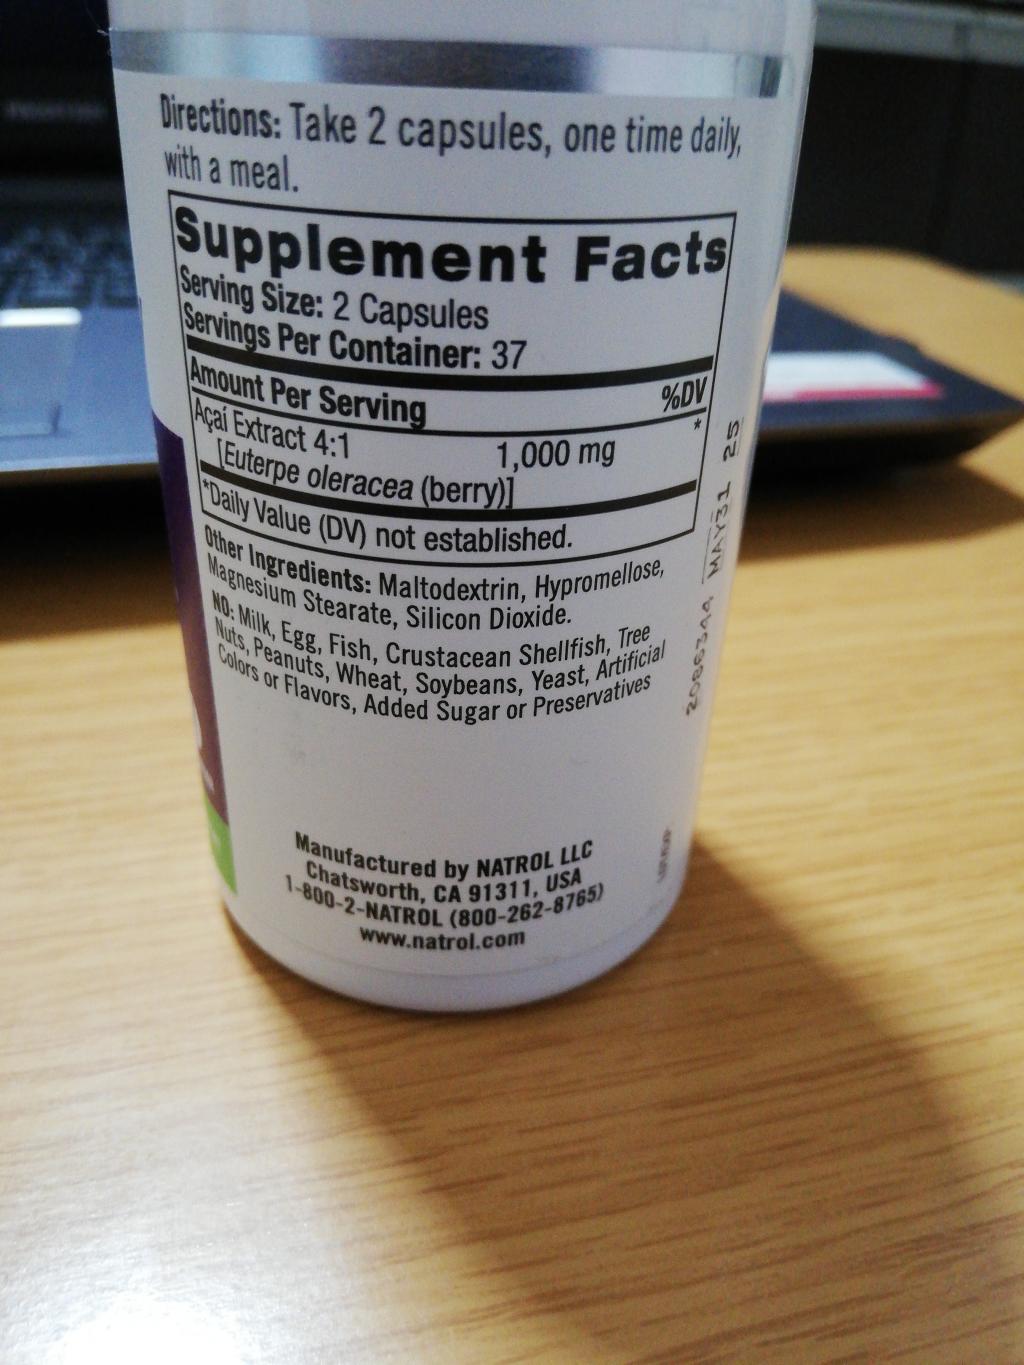 Directions: Take 2 capsules, one time daily,
with a meal.
Supplement Facts
Serving Size: 2 Capsules
Servings Per Container: 37
Amount Per Serving %DV
Açaí Extract 4:1 1,000 mg *
[Euterpe oleracea (berry)]
*Daily Value (DV) not established.
Other Ingredients: Maltodextrin, Hypromellose,
Magnesium Stearate, Silicon Dioxide.
NO: Milk, Egg, Fish, Crustacean Shellfish, Tree
Nuts, Peanuts, Wheat, Soybeans, Yeast, Artificial
Colors or Flavors, Added Sugar or Preservatives
Manufactured by NATROL LLC
Chatsworth, CA 91311, USA
1-800-2-NATROL (800-262-8765)
www.natrol.com
2086344 MAY31 25